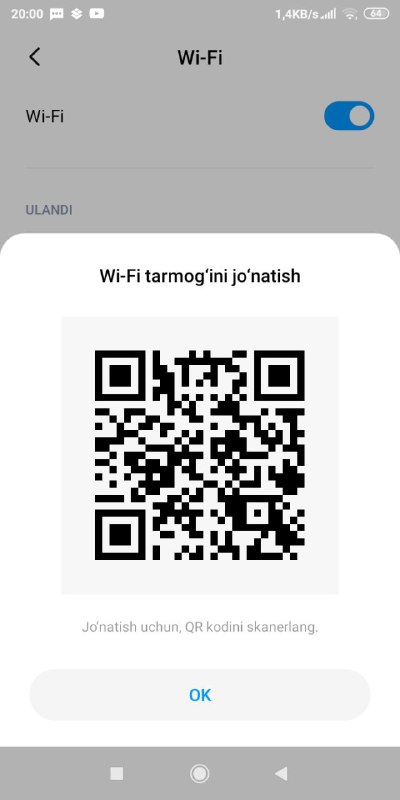 20:00
1,4KB/s
64
Wi-Fi
Wi-Fi
ULANDI
Wi-Fi tarmog‘ini jo‘natish
Jo‘natish uchun, QR kodini skanerlang.
OK